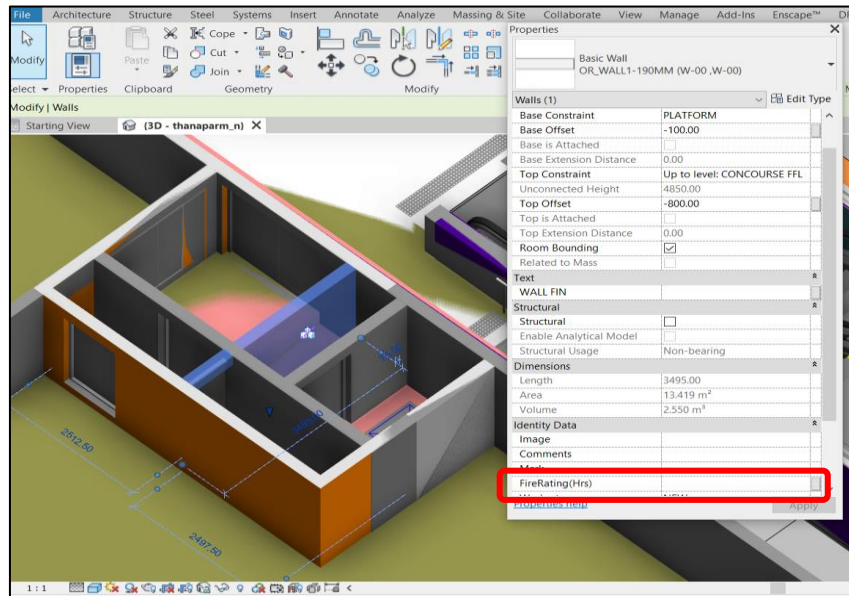 File Architecture Structure Steel Systems Insert Annotate Analyze Massing & Site Collaborate View Manage Add-Ins Enscape™
Modify
Paste
Cope
Cut
Join
Select Properties Clipboard Geometry Modify
Modify | Walls
Starting View (3D - thanaparm_n)
Properties
Basic Wall
OR_WALL1-190MM (W-00 ,W-00)
Walls (1) Edit Type
Base Constraint PLATFORM
Base Offset -100.00
Base is Attached
Base Extension Distance 0.00
Top Constraint Up to level: CONCOURSE FFL
Unconnected Height 4850.00
Top Offset -800.00
Top is Attached
Top Extension Distance 0.00
Room Bounding
Related to Mass
Text
WALL FIN
Structural
Structural
Enable Analytical Model
Structural Usage Non-bearing
Dimensions
Length 3495.00
Area 13.419 m²
Volume 2.550 m³
Identity Data
Image
Comments
Mark
FireRating(Hrs)
Properties help Apply
2512.50
3495.00
2497.50
1 : 1